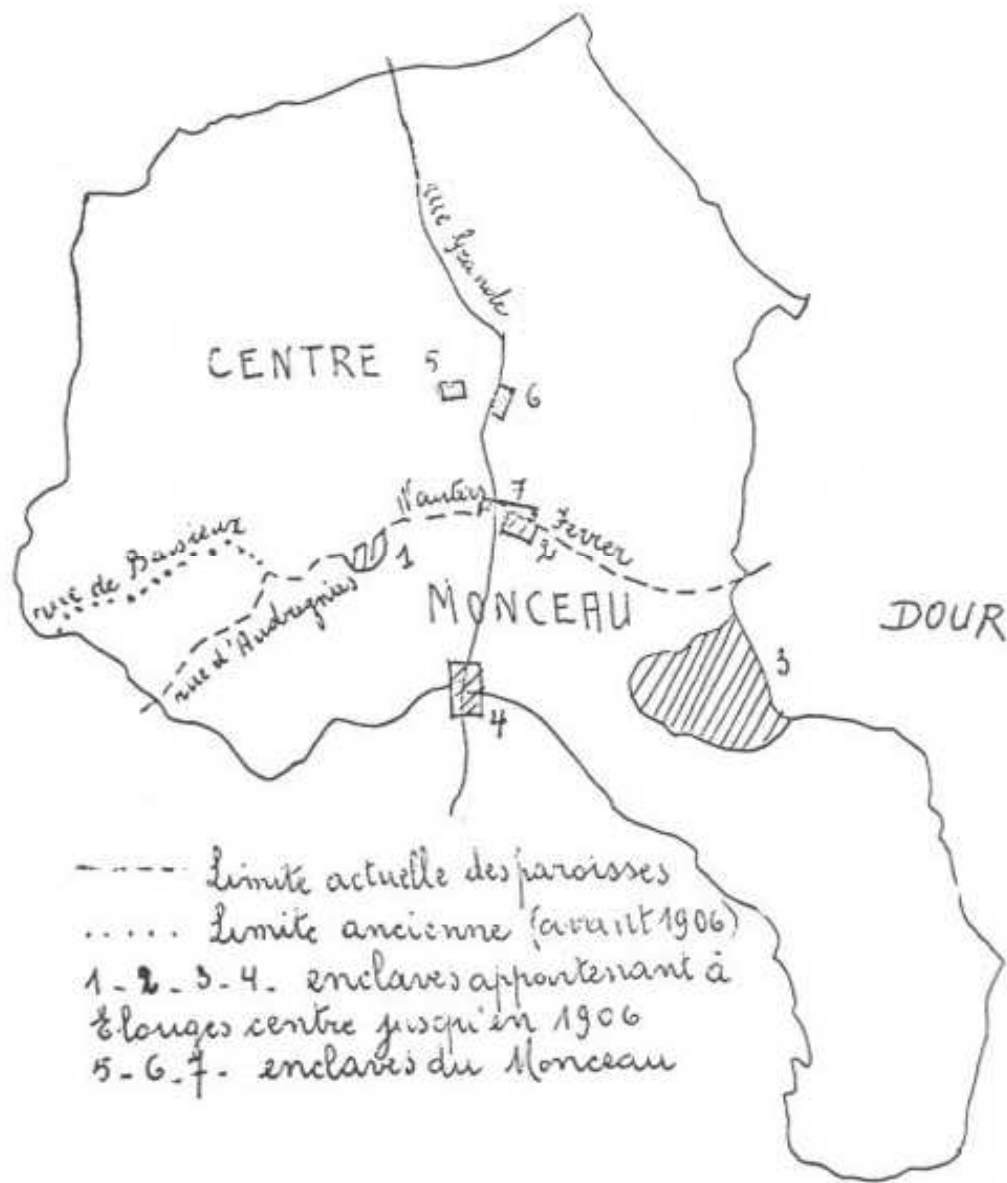 rue Grande
CENTRE
5
6
Wautiers
7
Ferrer
rue de Baisieux
1
2
rue d'Audregnies
MONCEAU
DOUR
3
4
Limite actuelle des paroisses
Limite ancienne (avant 1906)
1 - 2 - 3 - 4 - enclaves appartenant à
Elouges centre jusqu'en 1906
5 - 6 - 7 - enclaves du Monceau